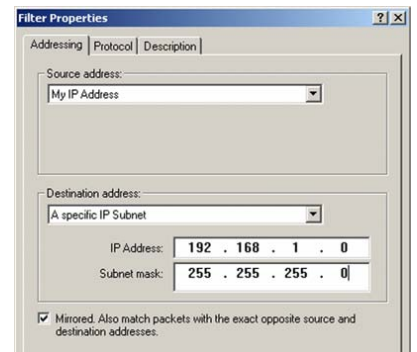 Filter Properties
Addressing Protocol Description
Source address:
My IP Address
Destination address:
A specific IP Subnet
IP Address: 192 . 168 . 1 . 0
Subnet mask: 255 . 255 . 255 . 0
Mirrored. Also match packets with the exact opposite source and
destination addresses.